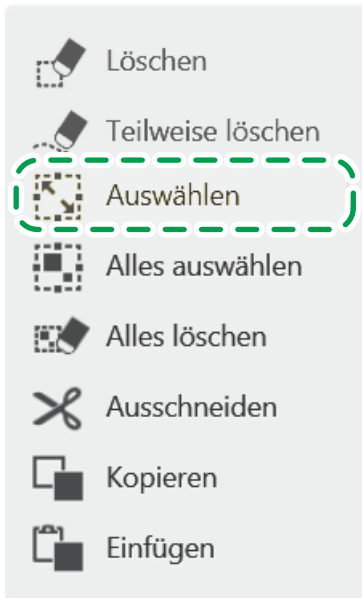 Löschen
Teilweise löschen
Auswählen
Alles auswählen
Alles löschen
Ausschneiden
Kopieren
Einfügen